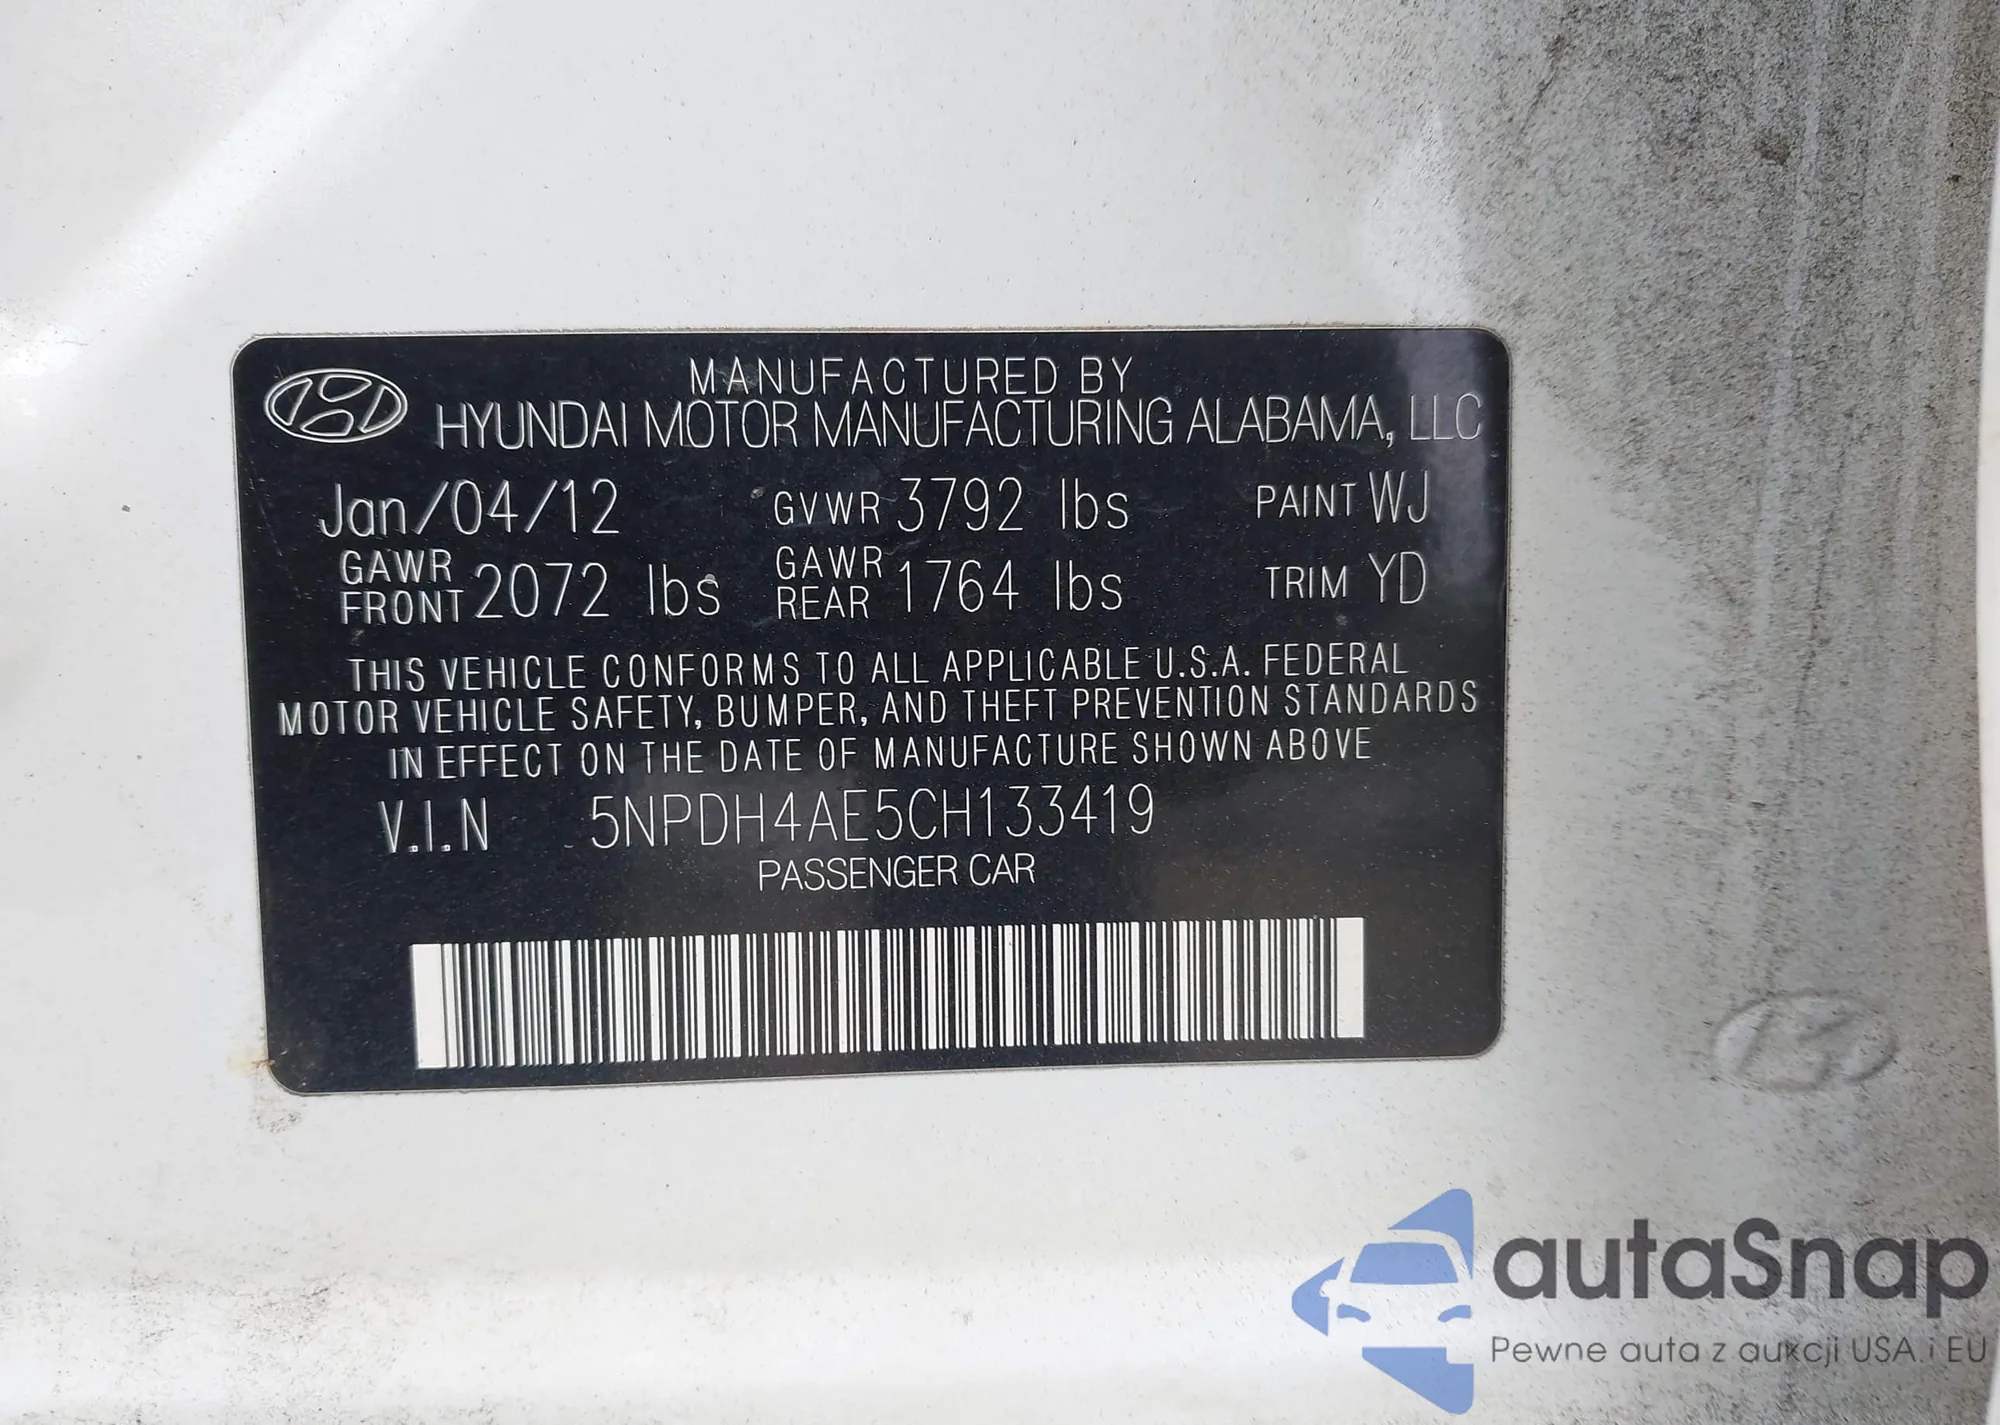 MANUFACTURED BY
HYUNDAI MOTOR MANUFACTURING ALABAMA, LLC
Jan/04/12 GVWR 3792 lbs PAINT WJ
GAWR FRONT 2072 lbs GAWR REAR 1764 lbs TRIM YD
THIS VEHICLE CONFORMS TO ALL APPLICABLE U.S.A. FEDERAL
MOTOR VEHICLE SAFETY, BUMPER, AND THEFT PREVENTION STANDARDS
IN EFFECT ON THE DATE OF MANUFACTURE SHOWN ABOVE
V.I.N 5NPDH4AE5CH133419
PASSENGER CAR
autaSnap
Pewne auta z aukcji USA i EU